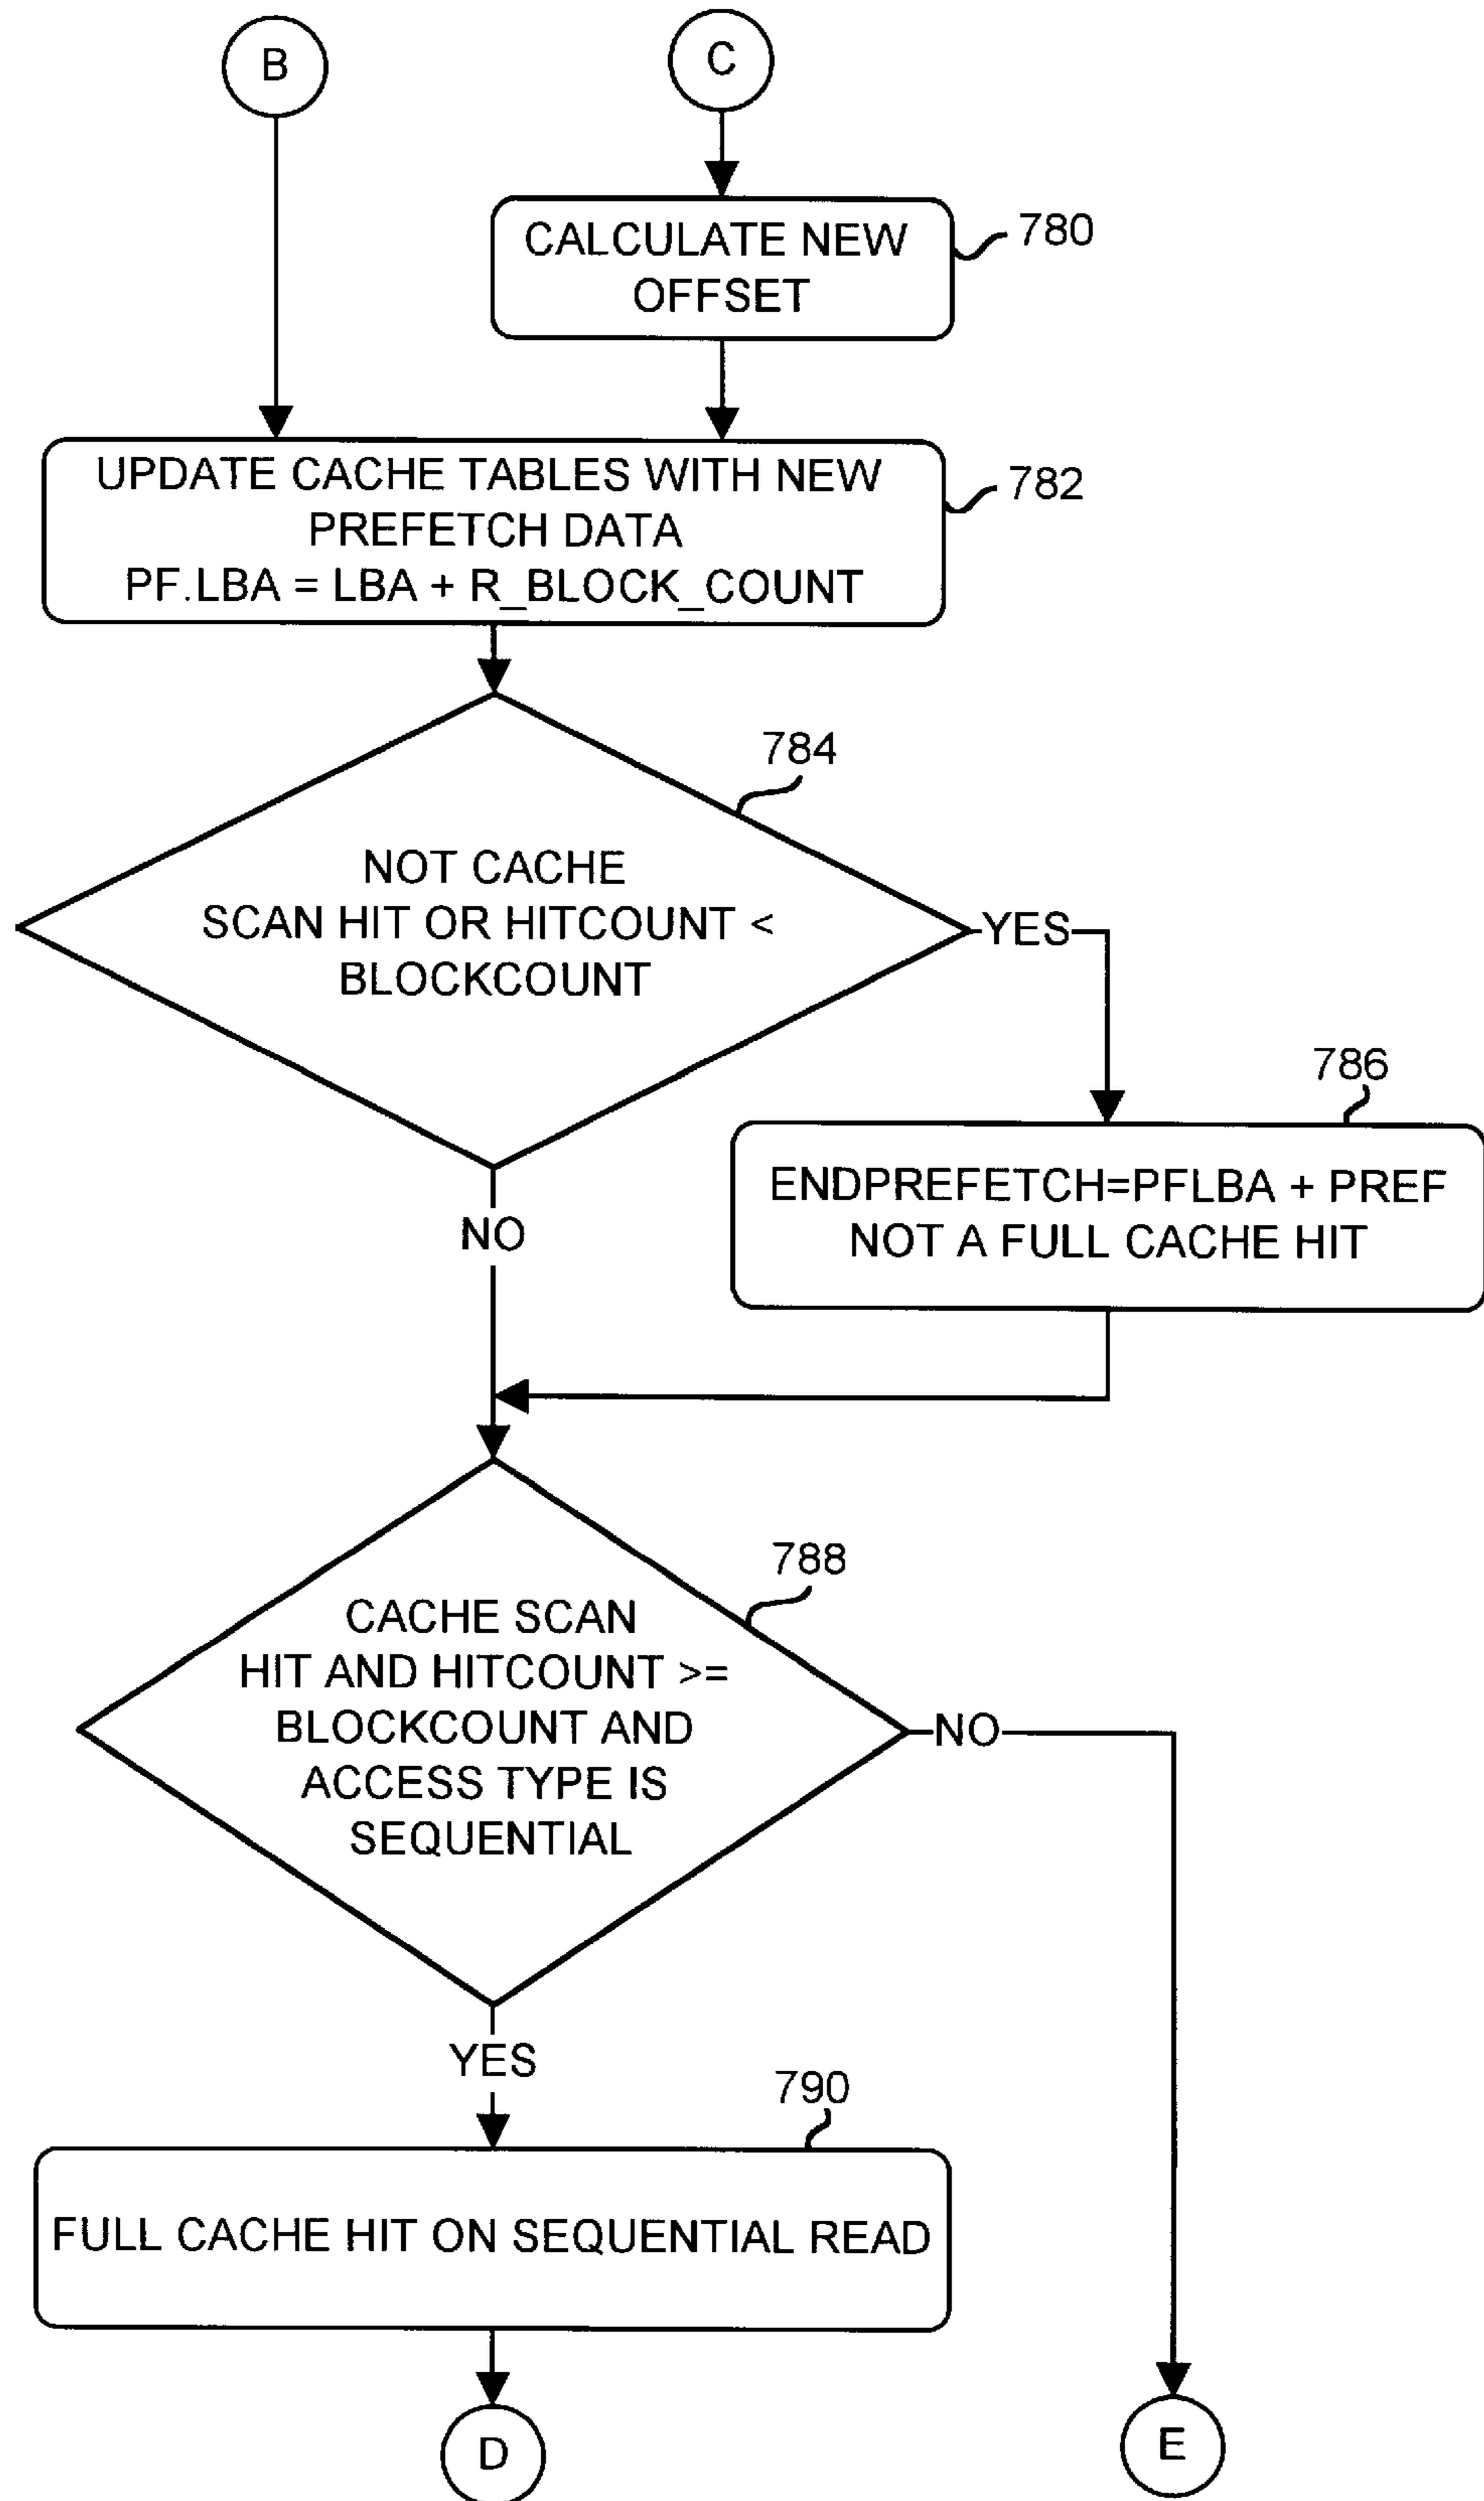 B
C
CALCULATE NEW
OFFSET
780
UPDATE CACHE TABLES WITH NEW
PREFETCH DATA
PF.LBA = LBA + R_BLOCK_COUNT
782
784
NOT CACHE
SCAN HIT OR HITCOUNT <
BLOCKCOUNT
YES
786
ENDPREFETCH=PFLBA + PREF
NOT A FULL CACHE HIT
NO
788
CACHE SCAN
HIT AND HITCOUNT >=
BLOCKCOUNT AND
ACCESS TYPE IS
SEQUENTIAL
NO
YES
790
FULL CACHE HIT ON SEQUENTIAL READ
D
E